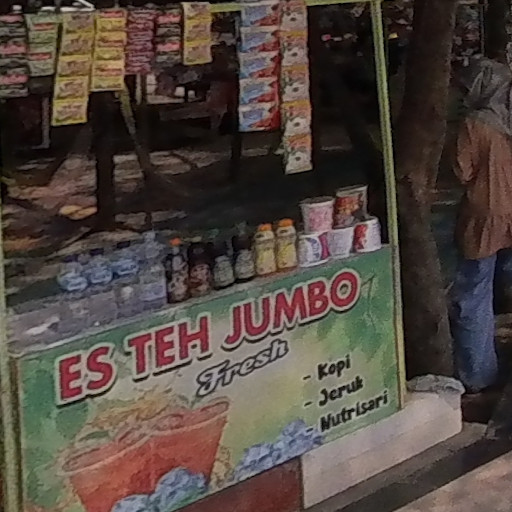 ES TEH JUMBO
Fresh
- Kopi
- Jeruk
- Nutrisari